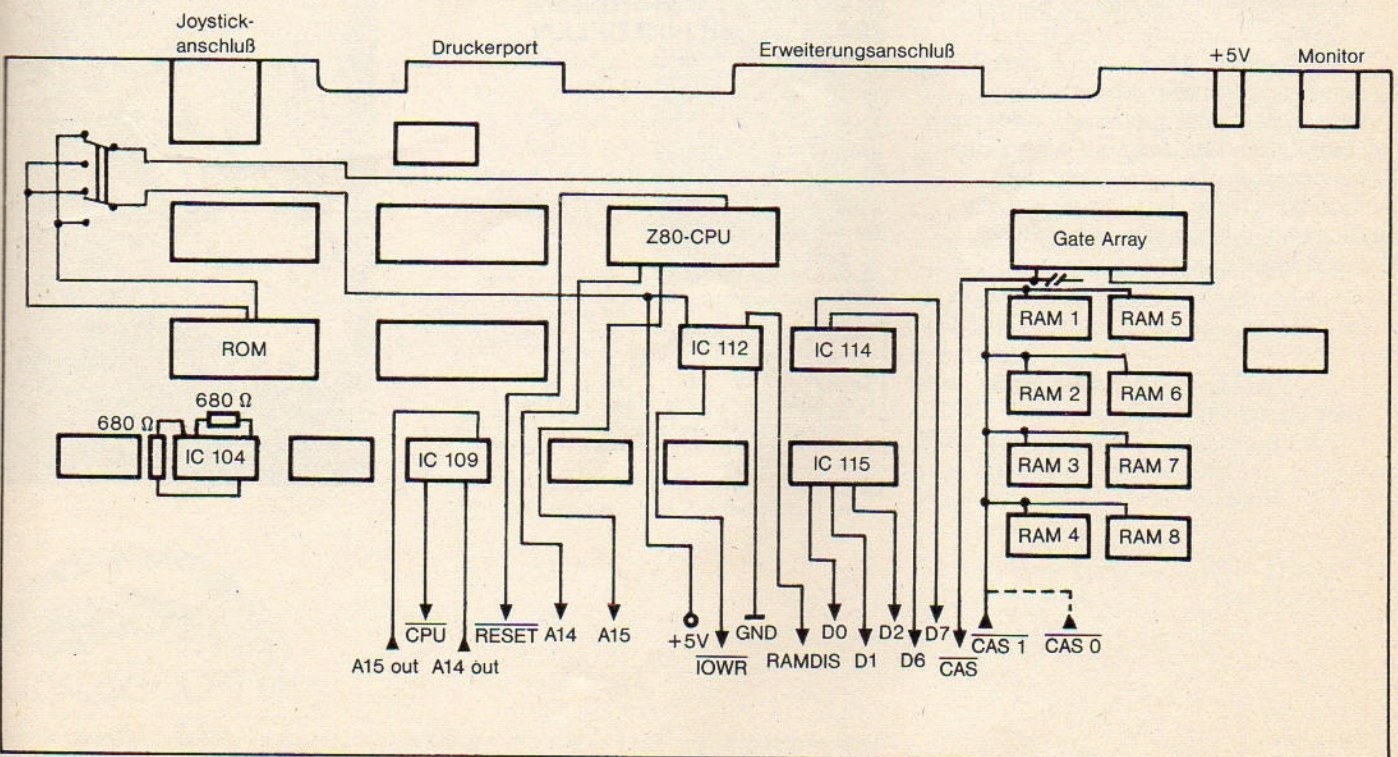 Joystick-
anschluß
Druckerport
Erweiterungsanschluß
+5V
Monitor
Z80-CPU
Gate Array
RAM 1
RAM 5
ROM
IC 112
IC 114
RAM 2
RAM 6
680 Ω
680 Ω
IC 104
IC 109
IC 115
RAM 3
RAM 7
RAM 4
RAM 8
CPU
RESET
A14
A15
+5V
GND
D0
D2
D7
CAS 1
CAS 0
A15 out
A14 out
IOWR
RAMDIS
D1
D6
CAS